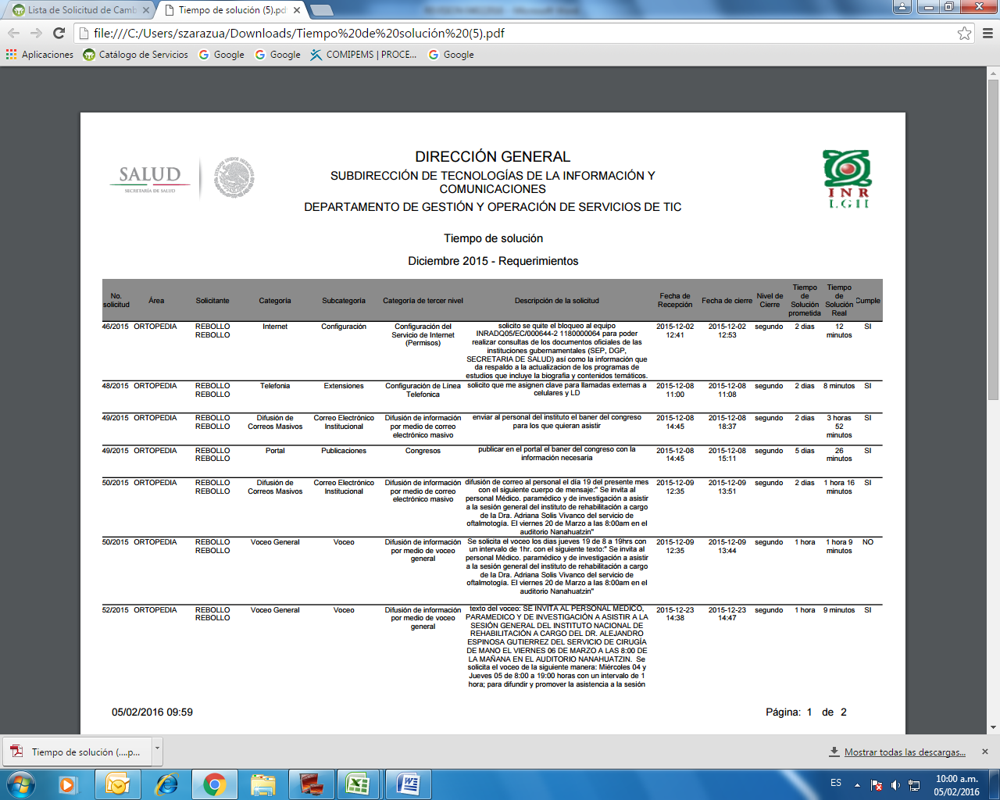 Lista de Solicitud de Camb
Tiempo de solución (5).pd
file:///C:/Users/szarazua/Downloads/Tiempo%20de%20solución%20(5).pdf
Aplicaciones Catálogo de Servicios Google Google COMIPEMS | PROCE... Google
SALUD
SECRETARÍA DE SALUD
DIRECCIÓN GENERAL
SUBDIRECCIÓN DE TECNOLOGÍAS DE LA INFORMACIÓN Y
COMUNICACIONES
DEPARTAMENTO DE GESTIÓN Y OPERACIÓN DE SERVICIOS DE TIC
INR
LGII
Tiempo de solución
Diciembre 2015 - Requerimientos
No. solicitud Área Solicitante Categoría Subcategoría Categoría de tercer nivel Descripción de la solicitud Fecha de Recepción Fecha de cierre Nivel de Cierre Tiempo de Solución prometida Tiempo de Solución Real Cumple
46/2015 ORTOPEDIA REBOLLO REBOLLO Internet Configuración Configuración del Servicio de Internet (Permisos)
solicito se quite el bloqueo al equipo
INRADQ05/EC/000644-2 1180000064 para poder
realizar consultas de los documentos oficiales de las
instituciones gubernamentales (SEP, DGP,
SECRETARIA DE SALUD) así como la información que
da respaldo a la actualizacion de los programas de
estudios que incluye la biografia y contenidos temáticos.
2015-12-02 12:41 2015-12-02 12:53 segundo 2 dias 12 minutos SI
48/2015 ORTOPEDIA REBOLLO REBOLLO Telefonia Extensiones Configuración de Línea Telefonica
solicito que me asignen clave para llamadas externas a
celulares y LD
2015-12-08 11:00 2015-12-08 11:08 segundo 2 dias 8 minutos SI
49/2015 ORTOPEDIA REBOLLO REBOLLO Difusión de Correos Masivos Correo Electrónico Institucional Difusión de información por medio de correo electrónico masivo
enviar al personal del instituto el baner del congreso
para los que quieran asistir
2015-12-08 14:45 2015-12-08 18:37 segundo 2 dias 3 horas 52 minutos SI
49/2015 ORTOPEDIA REBOLLO REBOLLO Portal Publicaciones Congresos
publicar en el portal el baner del congreso con la
información necesaria
2015-12-08 14:45 2015-12-08 15:11 segundo 5 dias 26 minutos SI
50/2015 ORTOPEDIA REBOLLO REBOLLO Difusión de Correos Masivos Correo Electrónico Institucional Difusión de información por medio de correo electrónico masivo
difusión de correo al personal el día 19 del presente mes
con el siguiente cuerpo de mensaje:" Se invita al
personal Médico. paramédico y de investigación a asistir
a la sesión general del instituto de rehabilitación a cargo
de la Dra. Adriana Solis Vivanco del servicio de
oftalmotogía. El viernes 20 de Marzo a las 8:00am en el
auditorio Nanahuatzin"
2015-12-09 12:35 2015-12-09 13:51 segundo 2 dias 1 hora 16 minutos SI
50/2015 ORTOPEDIA REBOLLO REBOLLO Voceo General Voceo Difusión de información por medio de voceo general
Se solicita el voceo los dias jueves 19 de 8 a 19hrs con
un intervalo de 1hr. con el siguiente texto:" Se invita al
personal Médico. paramédico y de investigación a asistir
a la sesión general del instituto de rehabilitación a cargo
de la Dra. Adriana Solis Vivanco del servicio de
oftalmotogía. El viernes 20 de Marzo a las 8:00am en el
auditorio Nanahuatzin"
2015-12-09 12:35 2015-12-09 13:44 segundo 1 hora 1 hora 9 minutos NO
52/2015 ORTOPEDIA REBOLLO REBOLLO Voceo General Voceo Difusión de información por medio de voceo general
texto del voceo: SE INVITA AL PERSONAL MEDICO,
PARAMEDICO Y DE INVESTIGACIÓN A ASISTIR A LA
SESIÓN GENERAL DEL INSTITUTO NACIONAL DE
REHABILITACIÓN A CARGO DEL DR. ALEJANDRO
ESPINOSA GUTIERREZ DEL SERVICIO DE CIRUGÍA
DE MANO EL VIERNES 06 DE MARZO A LAS 8:00 DE
LA MAÑANA EN EL AUDITORIO NANAHUATZIN. Se
solicita el voceo de la siguiente manera: Miércoles 04 y
Jueves 05 de 8:00 a 19:00 horas con un intervalo de 1
hora; para difundir y promover la asistencia a la sesión
2015-12-23 14:38 2015-12-23 14:47 segundo 1 hora 9 minutos SI
05/02/2016 09:59
Página: 1 de 2
Tiempo de solución (....p...
Mostrar todas las descargas...
ES
10:00 a.m.
05/02/2016